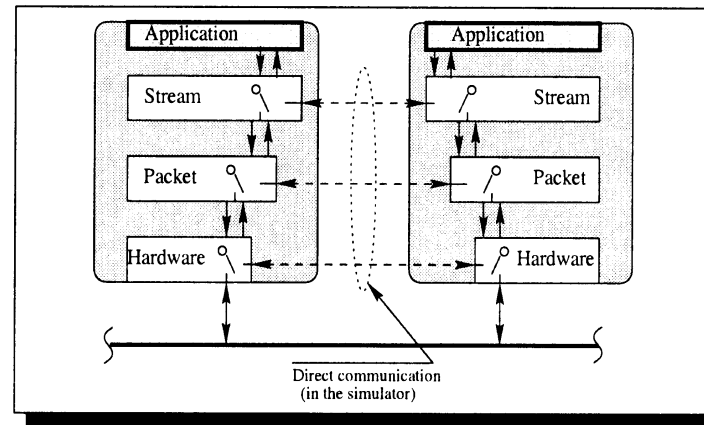 Application
Application
Stream
Stream
Packet
Packet
Hardware
Hardware
Direct communication
(in the simulator)